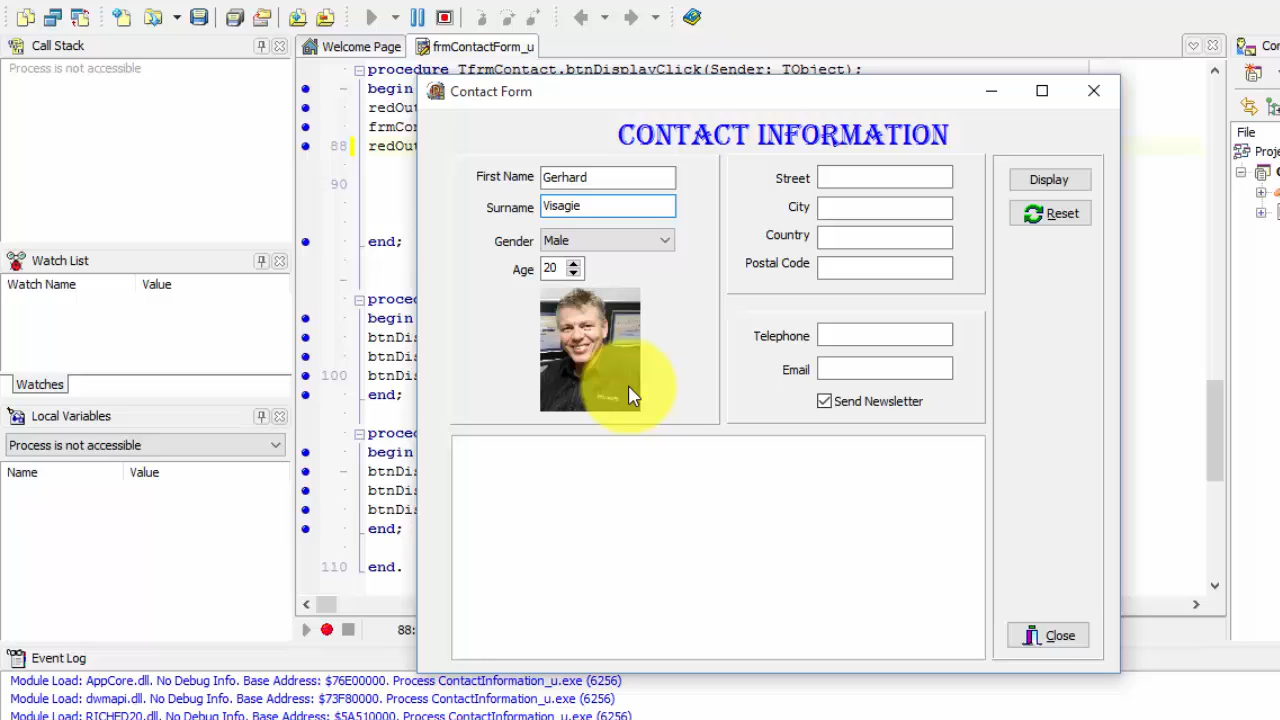 Call Stack
Process is not accessible
Watch List
Watch Name Value
Watches
Local Variables
Process is not accessible
Name Value
Welcome Page frmContactForm_u
procedure TfrmContact.btnDisplayClick(Sender: TObject);
begin
redOut
frmCon
88 redOut
90
end;
proced
begin
btnDis
btnDis
100 btnDis
end;
proced
begin
btnDis
btnDis
btnDis
end;
110 end.
88:
Contact Form
CONTACT INFORMATION
First Name Gerhard
Surname Visagie
Gender Male
Age 20
Street
City
Country
Postal Code
Telephone
Email
Send Newsletter
Display
Reset
Close
Con
File
Proje
Event Log
Module Load: AppCore.dll. No Debug Info. Base Address: $76E00000. Process ContactInformation_u.exe (6256)
Module Load: dwmapi.dll. No Debug Info. Base Address: $73F80000. Process ContactInformation_u.exe (6256)
Module Load: RICHED20.dll. No Debug Info. Base Address: $5A510000. Process ContactInformation_u.exe (6256)